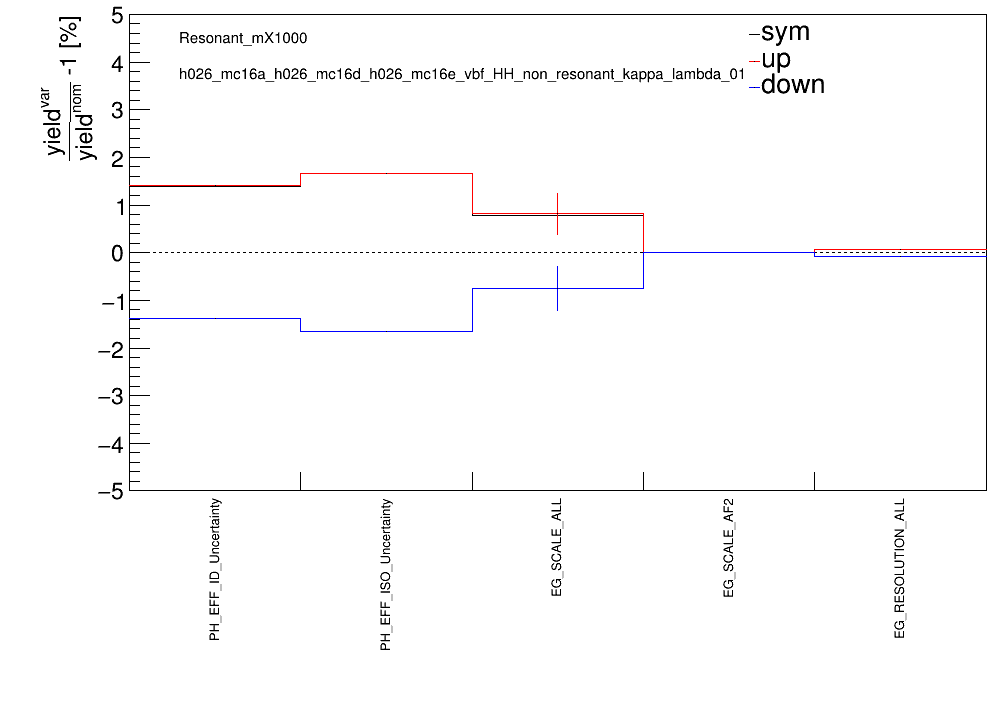 yield^var / yield^nom -1 [%]
5
4
3
2
1
0
−1
−2
−3
−4
−5
Resonant_mX1000
h026_mc16a_h026_mc16d_h026_mc16e_vbf_HH_non_resonant_kappa_lambda_01
sym
up
down
PH_EFF_ID_Uncertainty
PH_EFF_ISO_Uncertainty
EG_SCALE_ALL
EG_SCALE_AF2
EG_RESOLUTION_ALL